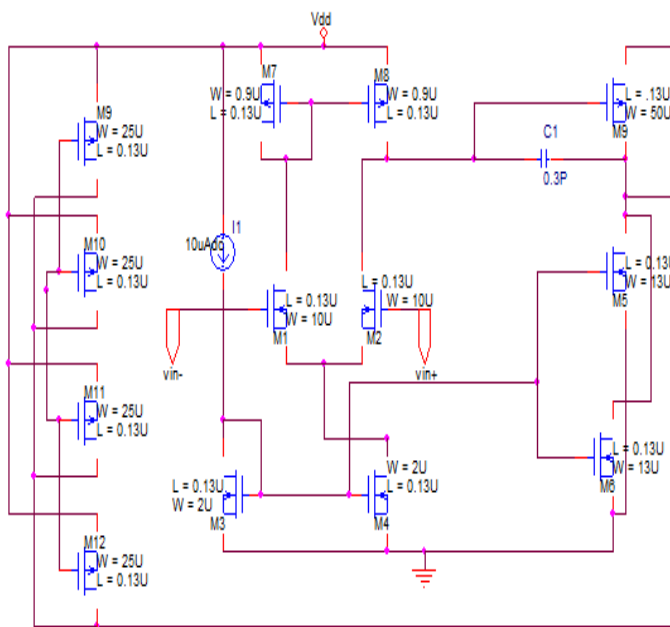 Vdd
M7
W = 0.9U
L = 0.13U
M8
W = 0.9U
L = 0.13U
L = .13U
W = 50U
M9
M9
W = 25U
L = 0.13U
C1
0.3P
M10
W = 25U
L = 0.13U
I1
10uAdc
L = 0.13U
W = 10U
M1
L = 0.13U
W = 10U
M2
L = 0.13U
W = 13U
M5
vin-
vin+
M11
W = 25U
L = 0.13U
L = 0.13U
W = 13U
M6
L = 0.13U
W = 2U
M3
W = 2U
L = 0.13U
M4
M12
W = 25U
L = 0.13U